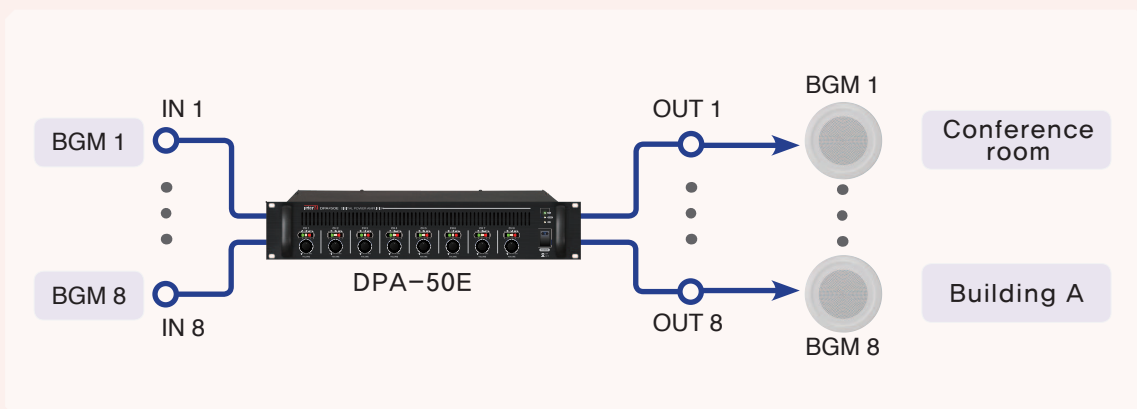 BGM 1
IN 1
OUT 1
BGM 1
Conference
room
DPA-50E
BGM 8
IN 8
OUT 8
BGM 8
Building A